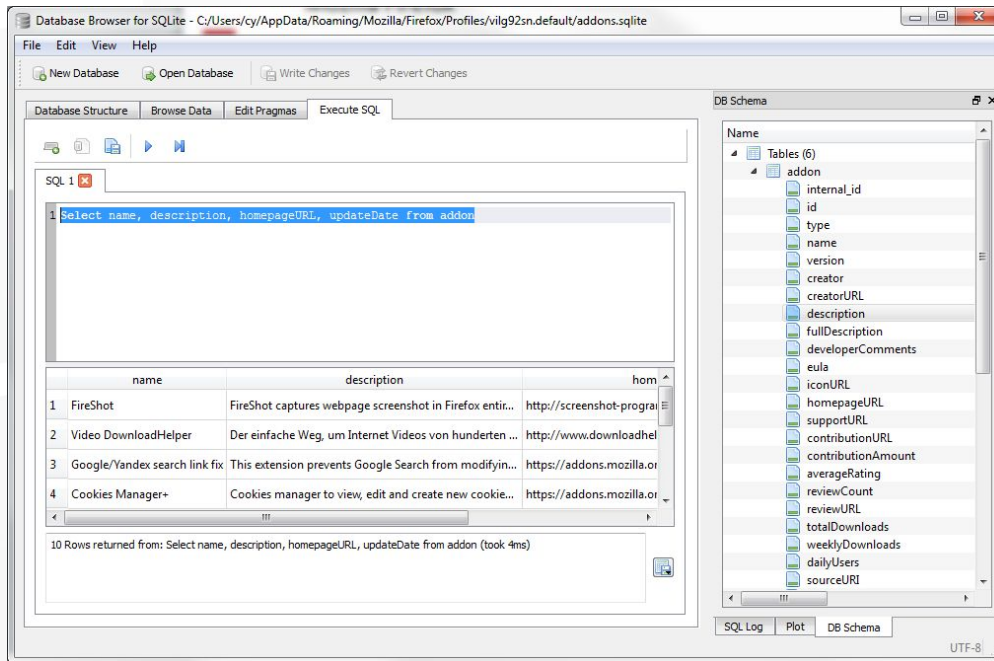 Database Browser for SQLite - C:/Users/cy/AppData/Roaming/Mozilla/Firefox/Profiles/vilg92sn.default/addons.sqlite
File Edit View Help
New Database Open Database Write Changes Revert Changes
Database Structure Browse Data Edit Pragmas Execute SQL
SQL 1
1 Select name, description, homepageURL, updateDate from addon
name description hom
1 FireShot FireShot captures webpage screenshot in Firefox entir... http://screenshot-program
2 Video DownloadHelper Der einfache Weg, um Internet Videos von hunderten ... http://www.downloadhel
3 Google/Yandex search link fix This extension prevents Google Search from modifyin... https://addons.mozilla.or
4 Cookies Manager+ Cookies manager to view, edit and create new cookie... https://addons.mozilla.or
10 Rows returned from: Select name, description, homepageURL, updateDate from addon (took 4ms)
DB Schema
Name
Tables (6)
addon
internal_id
id
type
name
version
creator
creatorURL
description
fullDescription
developerComments
eula
iconURL
homepageURL
supportURL
contributionURL
contributionAmount
averageRating
reviewCount
reviewURL
totalDownloads
weeklyDownloads
dailyUsers
sourceURI
SQL Log Plot DB Schema
UTF-8